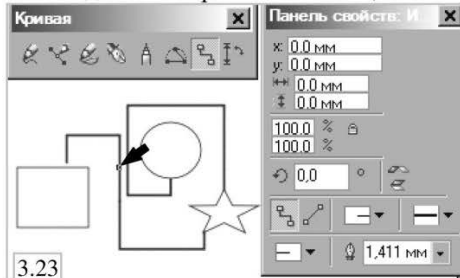 Кривая
Панель свойств: И
x: 0.0 мм
y: 0.0 мм
0.0 мм
0.0 мм
100.0 %
100.0 %
0,0 °
1,411 мм
3.23